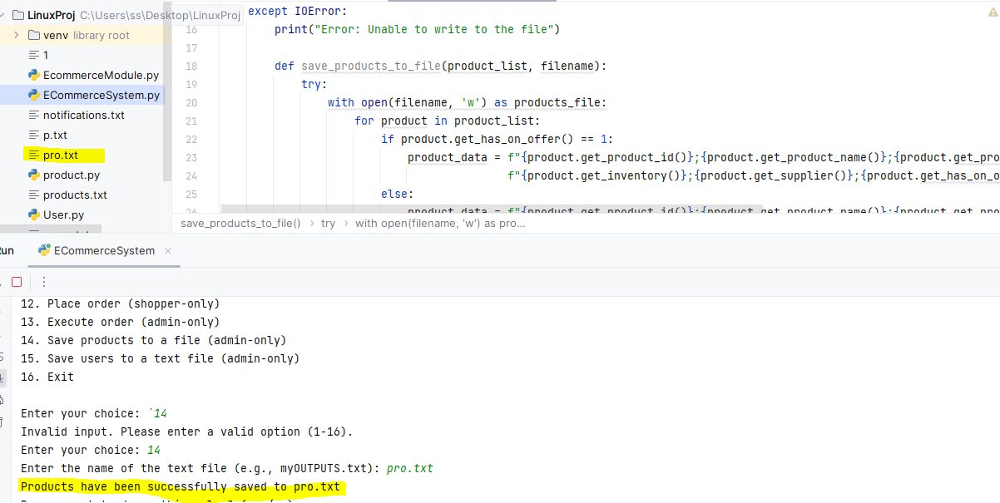 LinuxProj C:\Users\ss\Desktop\LinuxProj
venv library root
1
EcommerceModule.py
ECommerceSystem.py
notifications.txt
p.txt
pro.txt
product.py
products.txt
User.py
except IOError:
16 print("Error: Unable to write to the file")
17
18 def save_products_to_file(product_list, filename):
19 try:
20 with open(filename, 'w') as products_file:
21 for product in product_list:
22 if product.get_has_on_offer() == 1:
23 product_data = f"{product.get_product_id()};{product.get_product_name()};{product.get_pro
24 f"{product.get_inventory()};{product.get_supplier()};{product.get_has_on_o
25 else:
26 product_data = f"{product.get_product_id()};{product.get_product_name()};{product.get_pro
save_products_to_file() › try › with open(filename, 'w') as pro...
ECommerceSystem
12. Place order (shopper-only)
13. Execute order (admin-only)
14. Save products to a file (admin-only)
15. Save users to a text file (admin-only)
16. Exit
Enter your choice: `14
Invalid input. Please enter a valid option (1-16).
Enter your choice: 14
Enter the name of the text file (e.g., myOUTPUTS.txt): pro.txt
Products have been successfully saved to pro.txt